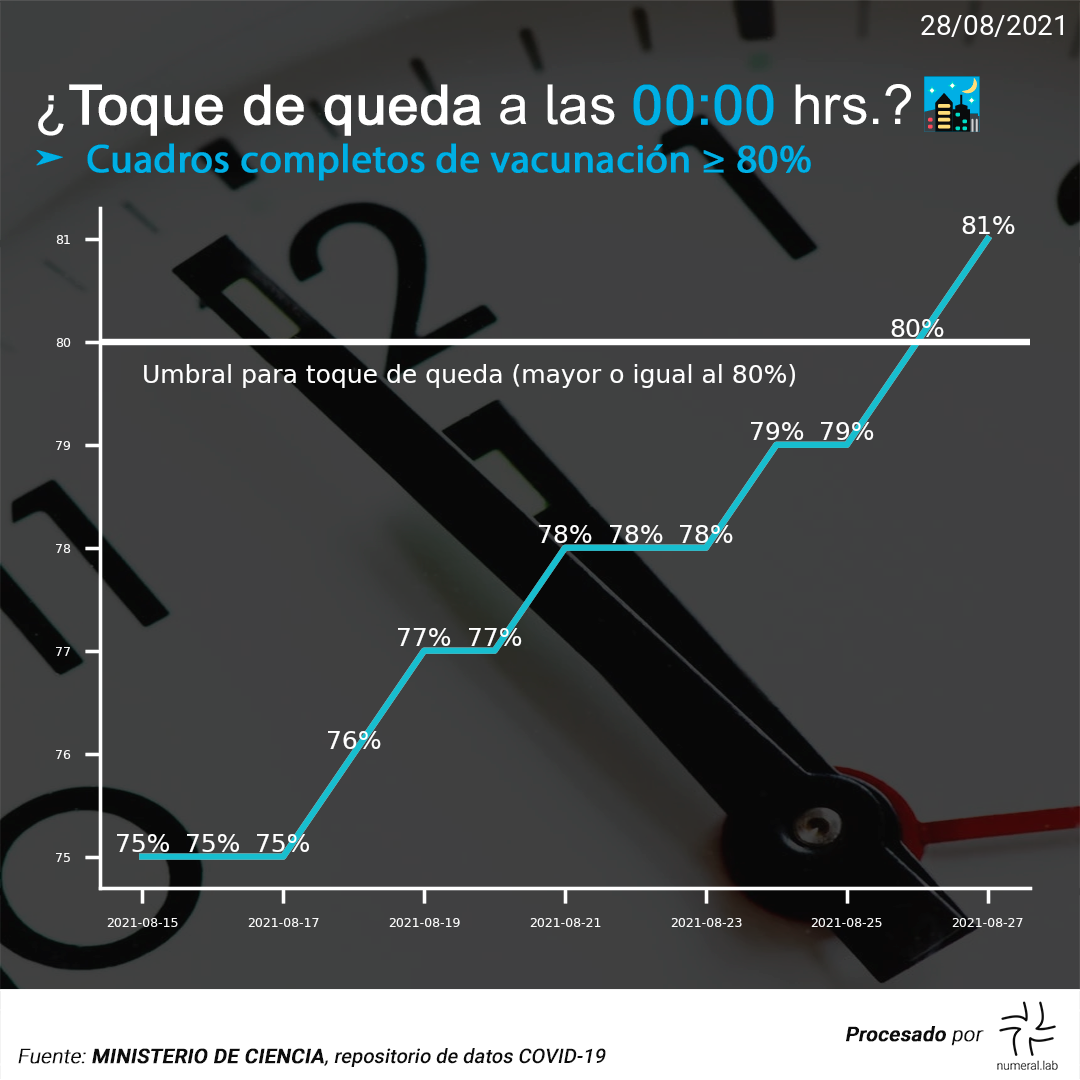 28/08/2021
¿Toque de queda a las 00:00 hrs.?
➤ Cuadros completos de vacunación ≥ 80%
81%
81
80%
80
Umbral para toque de queda (mayor o igual al 80%)
79% 79%
79
78% 78% 78%
78
77% 77%
77
76%
76
75% 75% 75%
75
2021-08-15 2021-08-17 2021-08-19 2021-08-21 2021-08-23 2021-08-25 2021-08-27
12
1
11
10
Procesado por
Fuente: MINISTERIO DE CIENCIA, repositorio de datos COVID-19
numeral.lab